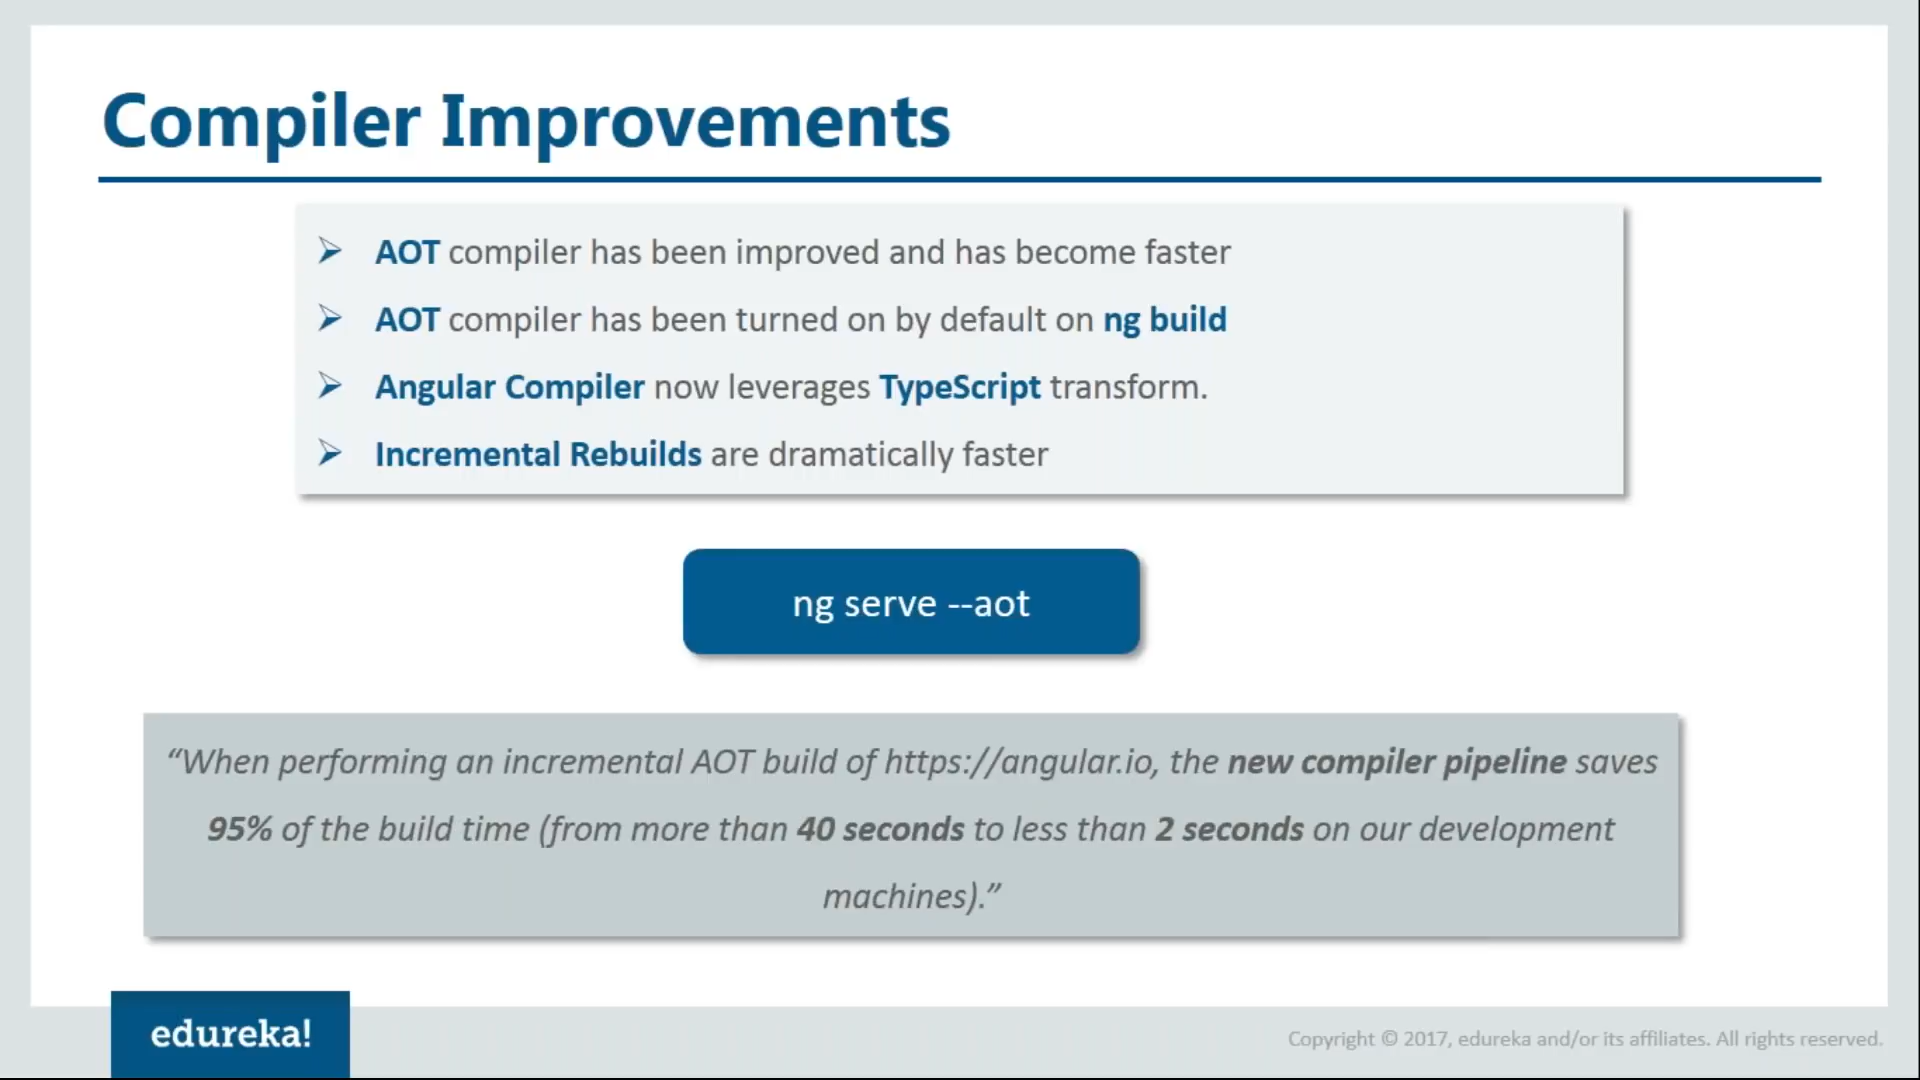 Compiler Improvements
AOT compiler has been improved and has become faster
AOT compiler has been turned on by default on ng build
Angular Compiler now leverages TypeScript transform.
Incremental Rebuilds are dramatically faster
ng serve --aot
“When performing an incremental AOT build of https://angular.io, the new compiler pipeline saves
95% of the build time (from more than 40 seconds to less than 2 seconds on our development
machines).”
edureka!
Copyright © 2017, edureka and/or its affiliates. All rights reserved.